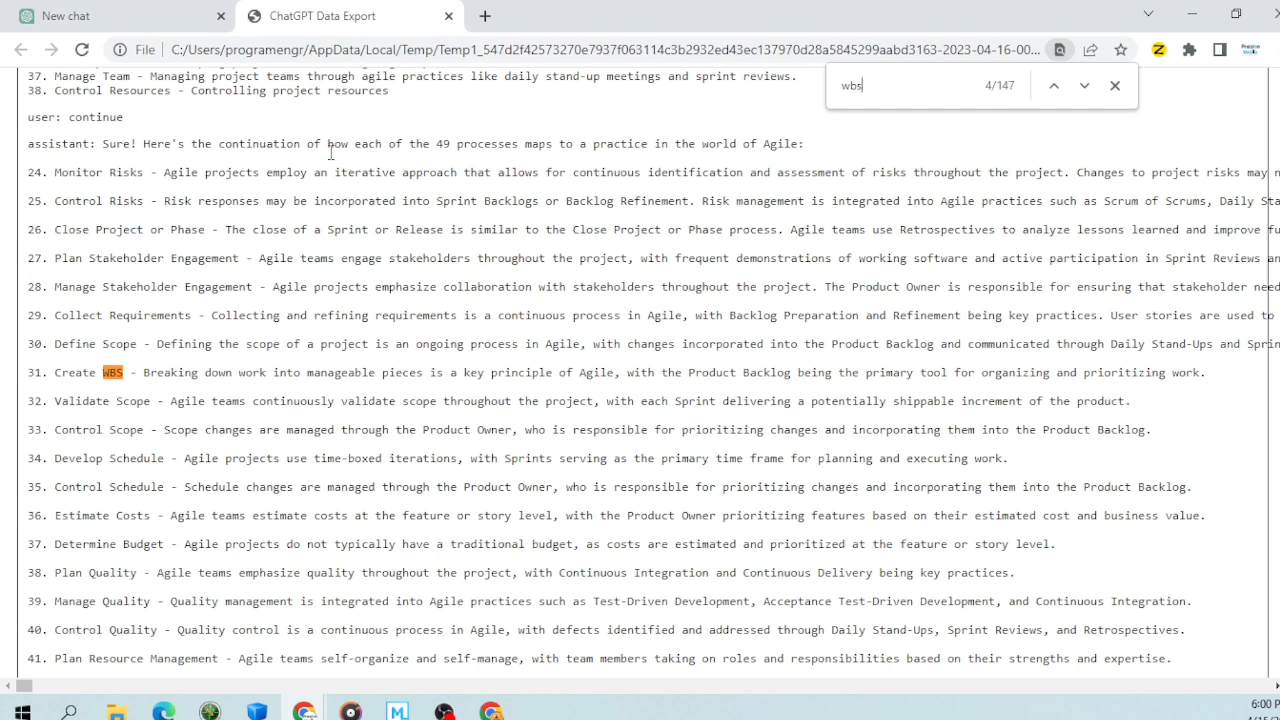 New chat
ChatGPT Data Export
File C:/Users/programengr/AppData/Local/Temp/Temp1_547d2f42573270e7937f063114c3b2932ed43ec137970d28a5845299aabd3163-2023-04-16-00...
wbs 4/147
37. Manage Team - Managing project teams through agile practices like daily stand-up meetings and sprint reviews.
38. Control Resources - Controlling project resources
user: continue
assistant: Sure! Here's the continuation of how each of the 49 processes maps to a practice in the world of Agile:
24. Monitor Risks - Agile projects employ an iterative approach that allows for continuous identification and assessment of risks throughout the project. Changes to project risks may
25. Control Risks - Risk responses may be incorporated into Sprint Backlogs or Backlog Refinement. Risk management is integrated into Agile practices such as Scrum of Scrums, Daily
26. Close Project or Phase - The close of a Sprint or Release is similar to the Close Project or Phase process. Agile teams use Retrospectives to analyze lessons learned and improve
27. Plan Stakeholder Engagement - Agile teams engage stakeholders throughout the project, with frequent demonstrations of working software and active participation in Sprint Reviews
28. Manage Stakeholder Engagement - Agile projects emphasize collaboration with stakeholders throughout the project. The Product Owner is responsible for ensuring that stakeholder
29. Collect Requirements - Collecting and refining requirements is a continuous process in Agile, with Backlog Preparation and Refinement being key practices. User stories are used to
30. Define Scope - Defining the scope of a project is an ongoing process in Agile, with changes incorporated into the Product Backlog and communicated through Daily Stand-Ups and
31. Create WBS - Breaking down work into manageable pieces is a key principle of Agile, with the Product Backlog being the primary tool for organizing and prioritizing work.
32. Validate Scope - Agile teams continuously validate scope throughout the project, with each Sprint delivering a potentially shippable increment of the product.
33. Control Scope - Scope changes are managed through the Product Owner, who is responsible for prioritizing changes and incorporating them into the Product Backlog.
34. Develop Schedule - Agile projects use time-boxed iterations, with Sprints serving as the primary time frame for planning and executing work.
35. Control Schedule - Schedule changes are managed through the Product Owner, who is responsible for prioritizing changes and incorporating them into the Product Backlog.
36. Estimate Costs - Agile teams estimate costs at the feature or story level, with the Product Owner prioritizing features based on their estimated cost and business value.
37. Determine Budget - Agile projects do not typically have a traditional budget, as costs are estimated and prioritized at the feature or story level.
38. Plan Quality - Agile teams emphasize quality throughout the project, with Continuous Integration and Continuous Delivery being key practices.
39. Manage Quality - Quality management is integrated into Agile practices such as Test-Driven Development, Acceptance Test-Driven Development, and Continuous Integration.
40. Control Quality - Quality control is a continuous process in Agile, with defects identified and addressed through Daily Stand-Ups, Sprint Reviews, and Retrospectives.
41. Plan Resource Management - Agile teams self-organize and self-manage, with team members taking on roles and responsibilities based on their strengths and expertise.
6:00 P